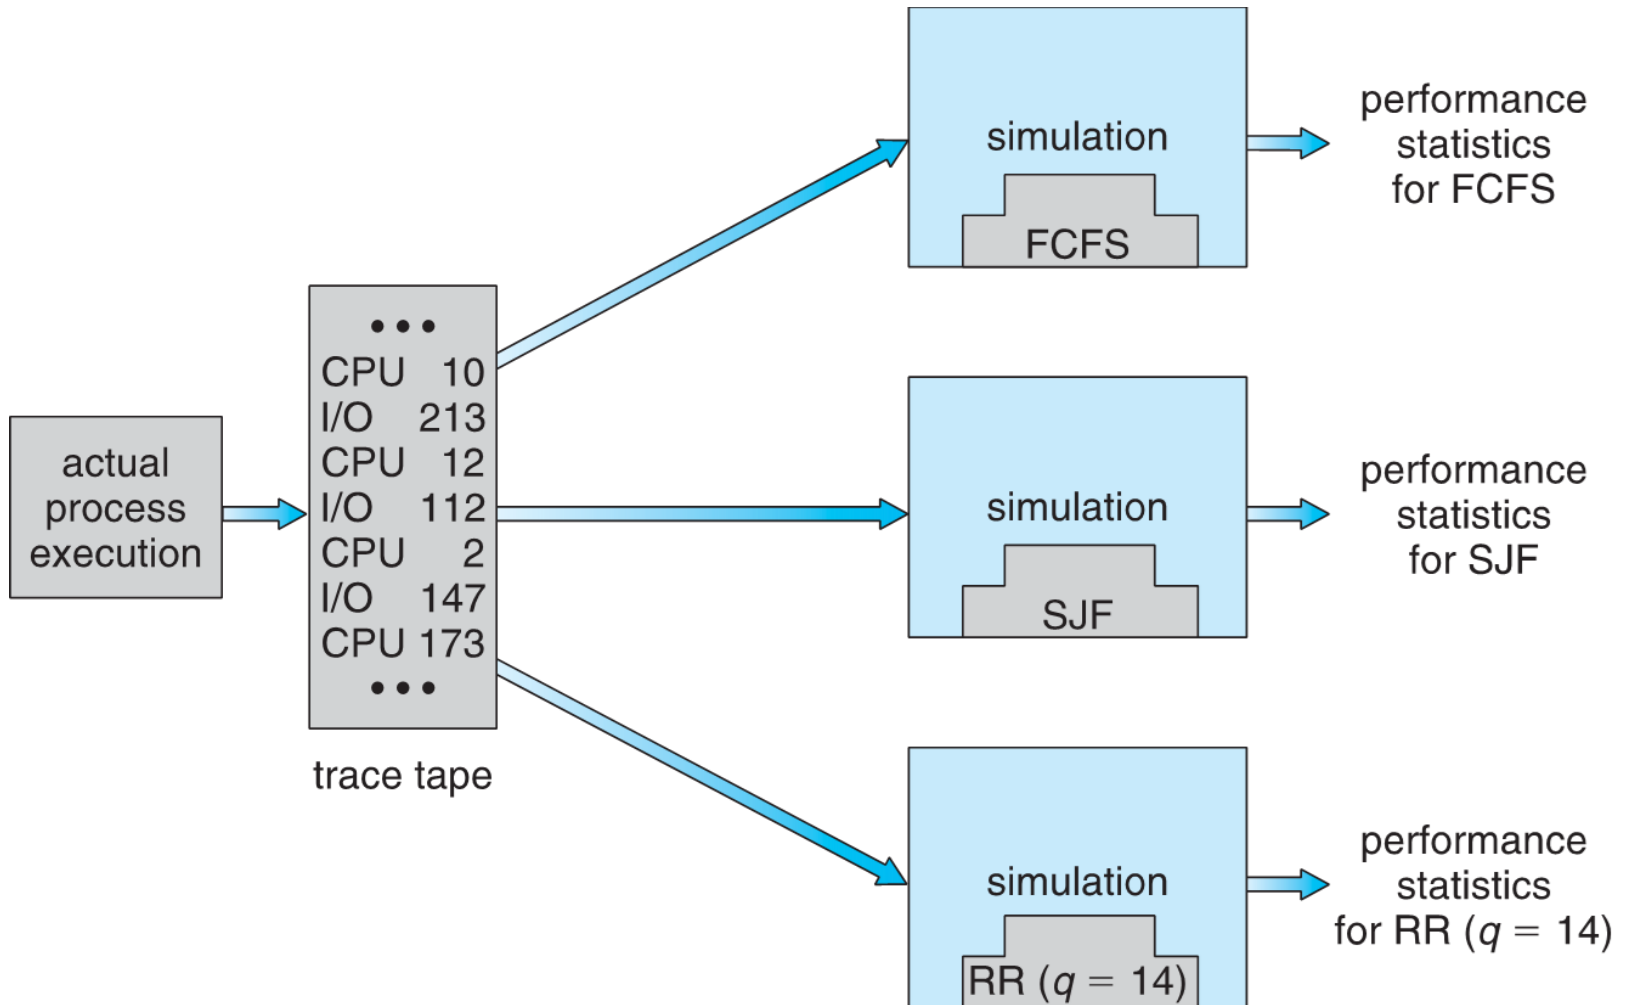 actual
process
execution
•••
CPU 10
I/O 213
CPU 12
I/O 112
CPU 2
I/O 147
CPU 173
•••
trace tape
simulation
FCFS
performance
statistics
for FCFS
simulation
SJF
performance
statistics
for SJF
simulation
RR (q = 14)
performance
statistics
for RR (q = 14)